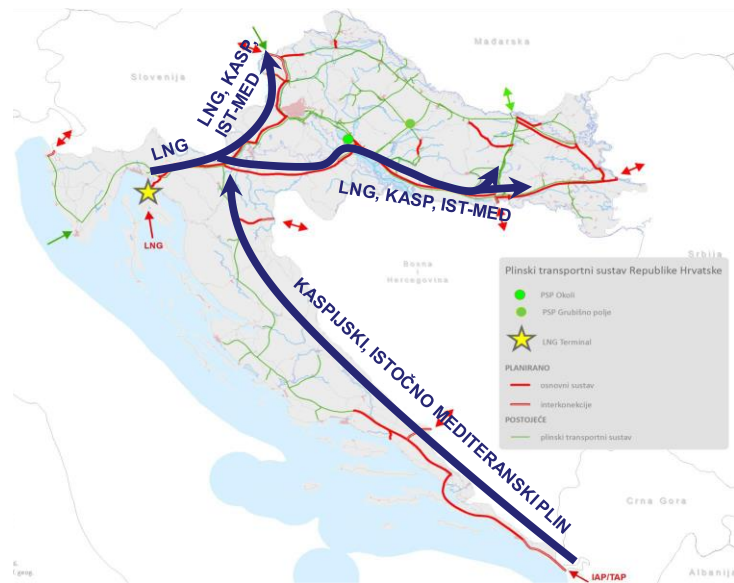 Mađarska
Slovenija
LNG, KASP,
IST-MED
LNG
LNG, KASP, IST-MED
LNG
Bosna
i
Hercegovina
Srbija
KASPIJSKI, ISTOČNO MEDITERANSKI PLIN
Plinski transportni sustav Republike Hrvatske
PSP Okoli
PSP Grubišno polje
LNG Terminal
PLANIRANO
osnovni sustav
interkonekcije
POSTOJEĆE
plinski transportni sustav
Crna Gora
IAP/TAP
Albanija
geog.